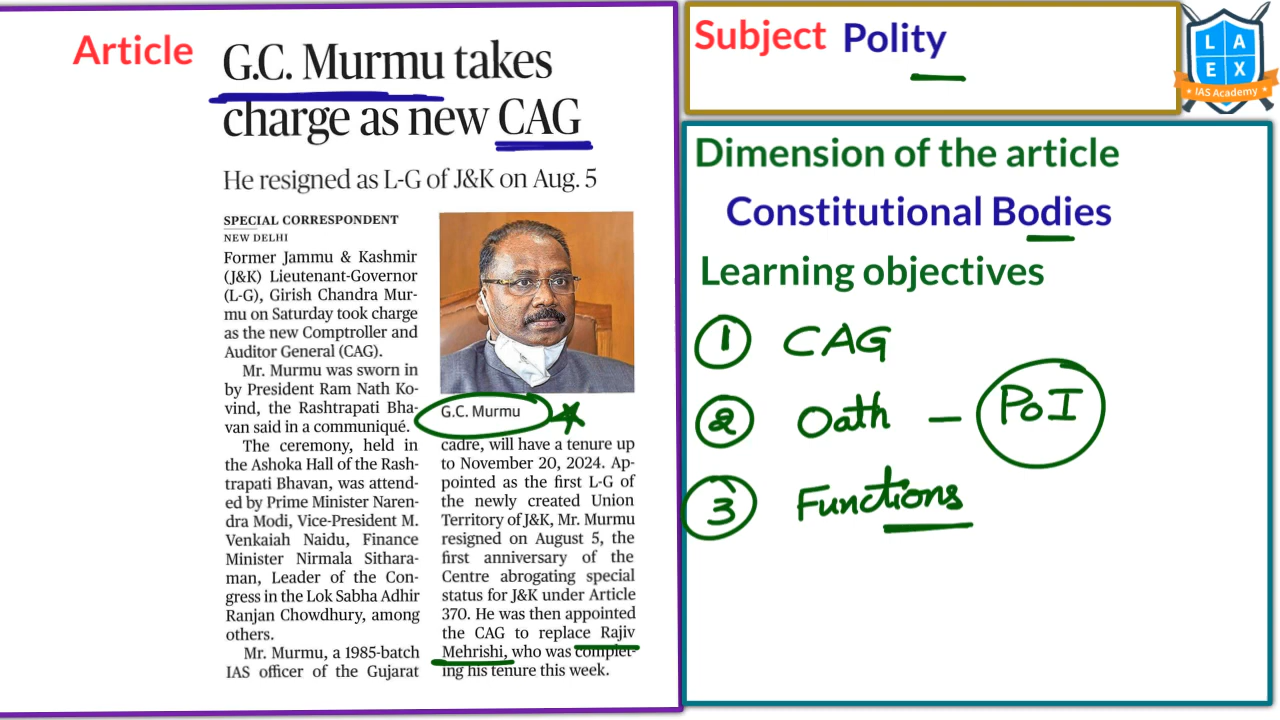 Article
G.C. Murmu takes
charge as new CAG
He resigned as L-G of J&K on Aug. 5
SPECIAL CORRESPONDENT
NEW DELHI
Former Jammu & Kashmir
(J&K) Lieutenant-Governor
(L-G), Girish Chandra Mur-
mu on Saturday took charge
as the new Comptroller and
Auditor General (CAG).
Mr. Murmu was sworn in
by President Ram Nath Ko-
vind, the Rashtrapati Bha-
van said in a communiqué.
The ceremony, held in
the Ashoka Hall of the Rash-
trapati Bhavan, was attend-
ed by Prime Minister Naren-
dra Modi, Vice-President M.
Venkaiah Naidu, Finance
Minister Nirmala Sithara-
man, Leader of the Con-
gress in the Lok Sabha Adhir
Ranjan Chowdhury, among
others.
Mr. Murmu, a 1985-batch
IAS officer of the Gujarat
G.C. Murmu
cadre, will have a tenure up
to November 20, 2024. Ap-
pointed as the first L-G of
the newly created Union
Territory of J&K, Mr. Murmu
resigned on August 5, the
first anniversary of the
Centre abrogating special
status for J&K under Article
370. He was then appointed
the CAG to replace Rajiv
Mehrishi, who was complet-
ing his tenure this week.
Subject Polity
L A
E X
IAS Academy
Dimension of the article
Constitutional Bodies
Learning objectives
1 CAG
2 Oath - PoI
3 Functions